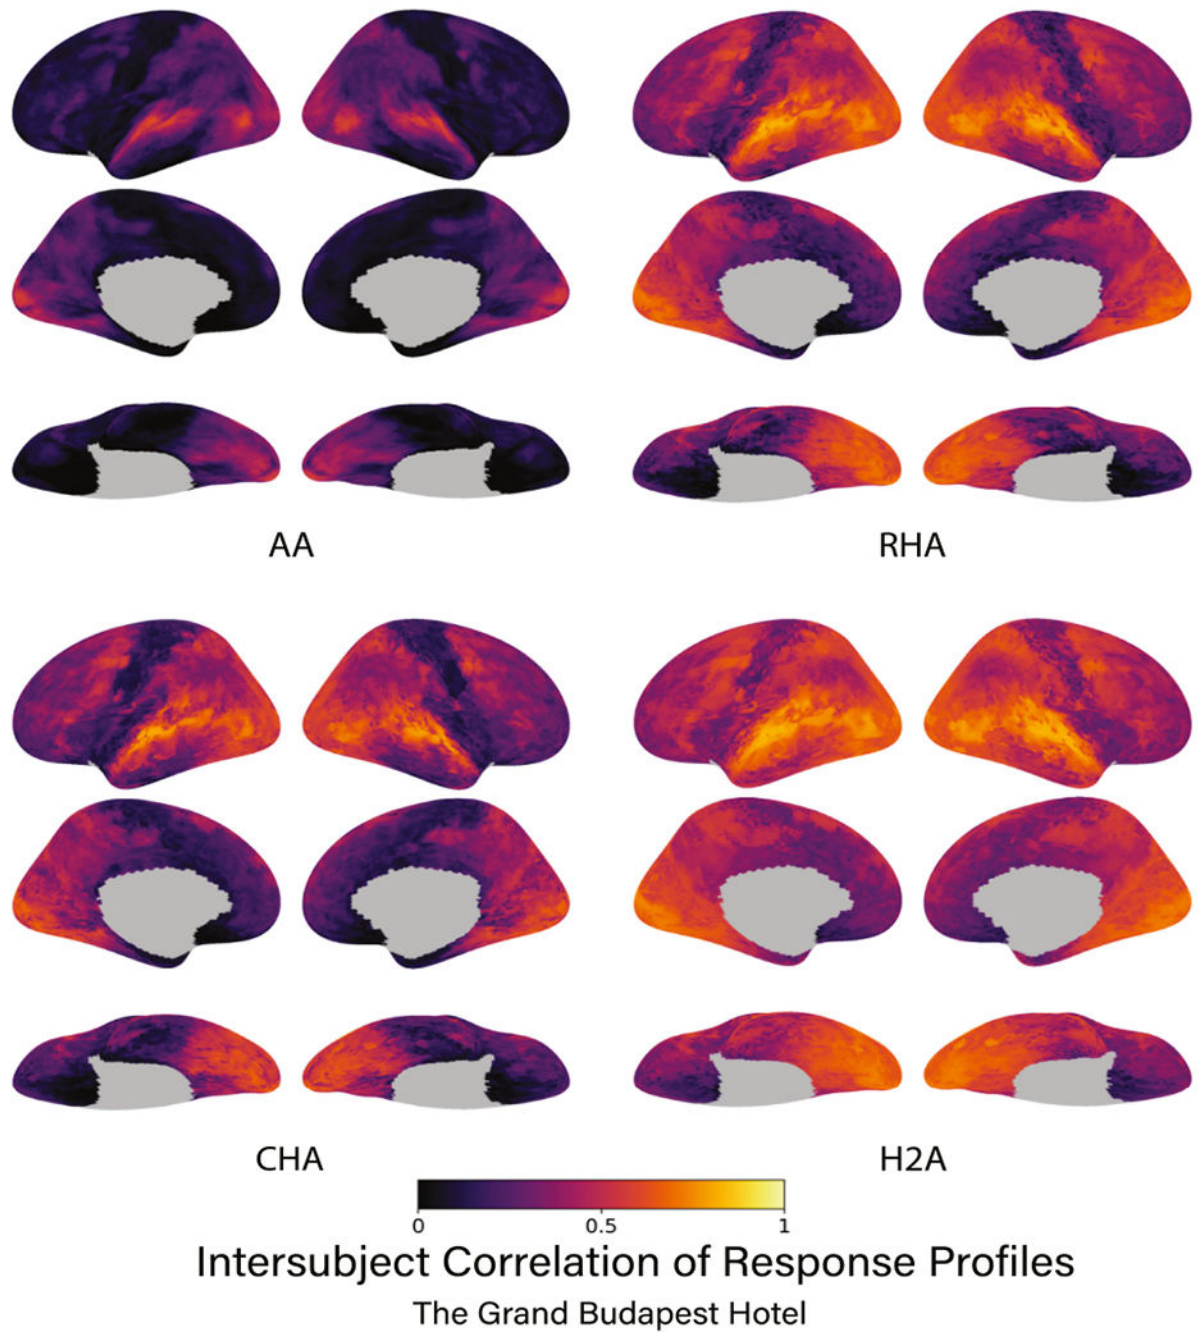 AA
RHA
CHA
H2A
0
0.5
1
Intersubject Correlation of Response Profiles
The Grand Budapest Hotel